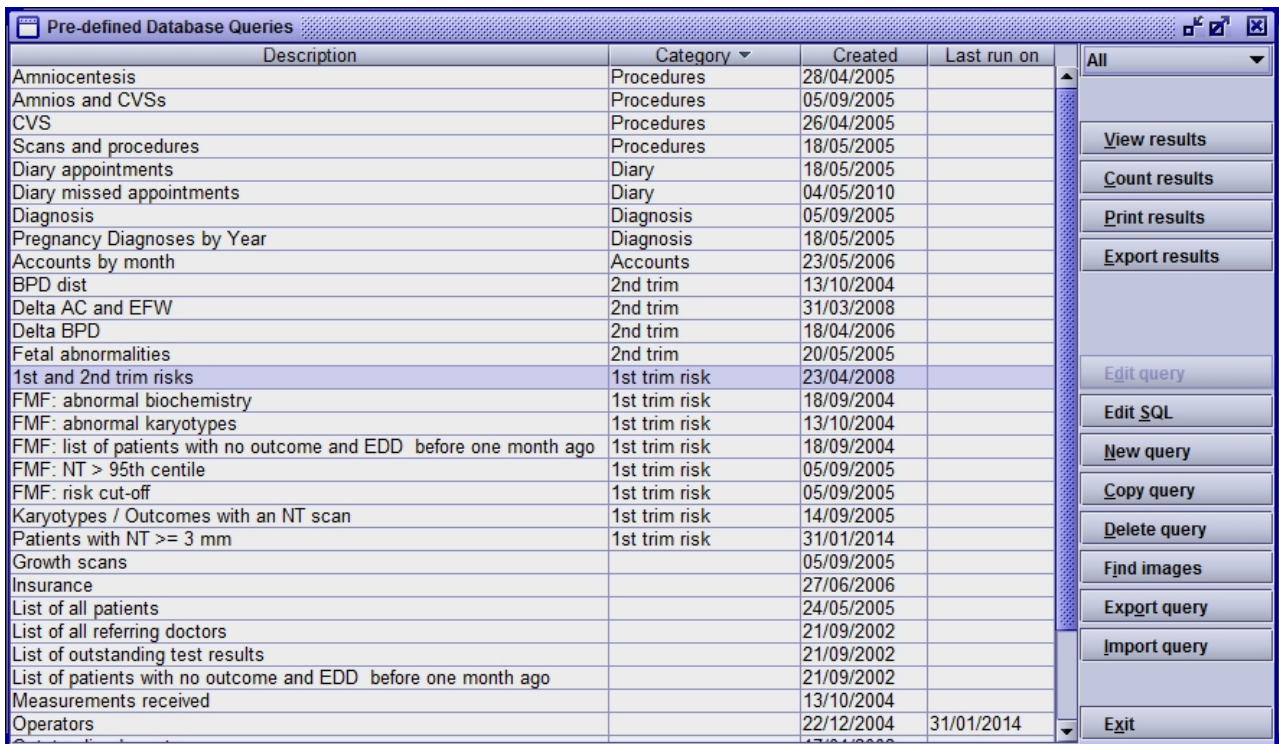 Pre-defined Database Queries
Description Category Created Last run on All
Amniocentesis Procedures 28/04/2005
Amnios and CVSs Procedures 05/09/2005
CVS Procedures 26/04/2005
Scans and procedures Procedures 18/05/2005
Diary appointments Diary 18/05/2005
Diary missed appointments Diary 04/05/2010
Diagnosis Diagnosis 05/09/2005
Pregnancy Diagnoses by Year Diagnosis 18/05/2005
Accounts by month Accounts 23/05/2006
BPD dist 2nd trim 13/10/2004
Delta AC and EFW 2nd trim 31/03/2008
Delta BPD 2nd trim 18/04/2006
Fetal abnormalities 2nd trim 20/05/2005
1st and 2nd trim risks 1st trim risk 23/04/2008
FMF: abnormal biochemistry 1st trim risk 18/09/2004
FMF: abnormal karyotypes 1st trim risk 13/10/2004
FMF: list of patients with no outcome and EDD before one month ago 1st trim risk 18/09/2004
FMF: NT > 95th centile 1st trim risk 05/09/2005
FMF: risk cut-off 1st trim risk 05/09/2005
Karyotypes / Outcomes with an NT scan 1st trim risk 14/09/2005
Patients with NT >= 3 mm 1st trim risk 31/01/2014
Growth scans 05/09/2005
Insurance 27/06/2006
List of all patients 24/05/2005
List of all referring doctors 21/09/2002
List of outstanding test results 21/09/2002
List of patients with no outcome and EDD before one month ago 21/09/2002
Measurements received 13/10/2004
Operators 22/12/2004 31/01/2014
View results
Count results
Print results
Export results
Edit query
Edit SQL
New query
Copy query
Delete query
Find images
Export query
Import query
Exit